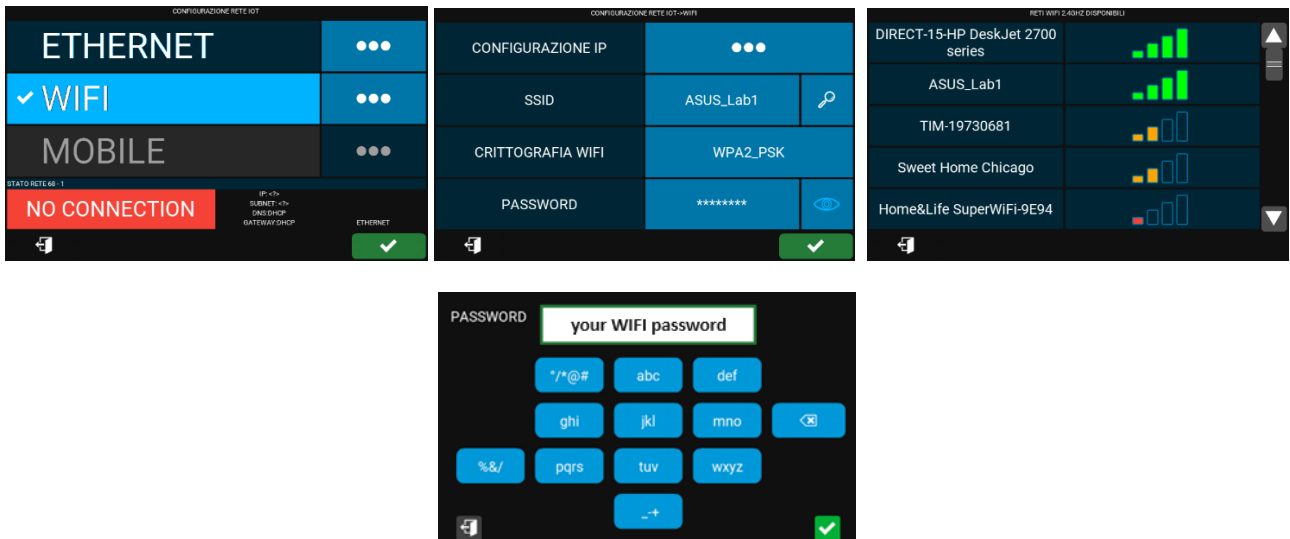 CONFIGURAZIONE RETE IOT
ETHERNET
WIFI
MOBILE
STATO RETE 68 - 1
NO CONNECTION
IP: <?>
SUBNET: <?>
DNS:DHCP
GATEWAY:DHCP
ETHERNET
CONFIGURAZIONE RETE IOT->WIFI
CONFIGURAZIONE IP
SSID
ASUS_Lab1
CRITTOGRAFIA WIFI
WPA2_PSK
PASSWORD
********
RETI WIFI 2.4GHZ DISPONIBILI
DIRECT-15-HP DeskJet 2700
series
ASUS_Lab1
TIM-19730681
Sweet Home Chicago
Home&Life SuperWiFi-9E94
PASSWORD
your WIFI password
°/*@#
abc
def
ghi
jkl
mno
%&/
pqrs
tuv
wxyz
_-+